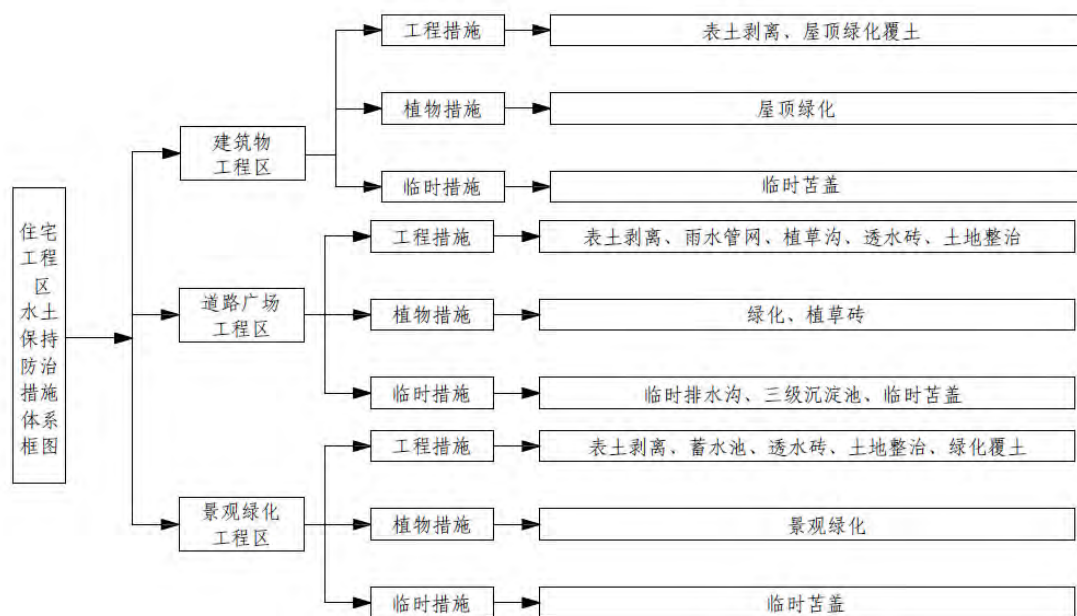 工程措施
表土剥离、屋顶绿化覆土
植物措施
屋顶绿化
建筑物
工程区
临时措施
临时苫盖
住宅
工程
区
水土
保持
防治
措施
体系
框图
工程措施
表土剥离、雨水管网、植草沟、透水砖、土地整治
道路广场
工程区
植物措施
绿化、植草砖
临时措施
临时排水沟、三级沉淀池、临时苫盖
工程措施
表土剥离、蓄水池、透水砖、土地整治、绿化覆土
景观绿化
工程区
植物措施
景观绿化
临时措施
临时苫盖